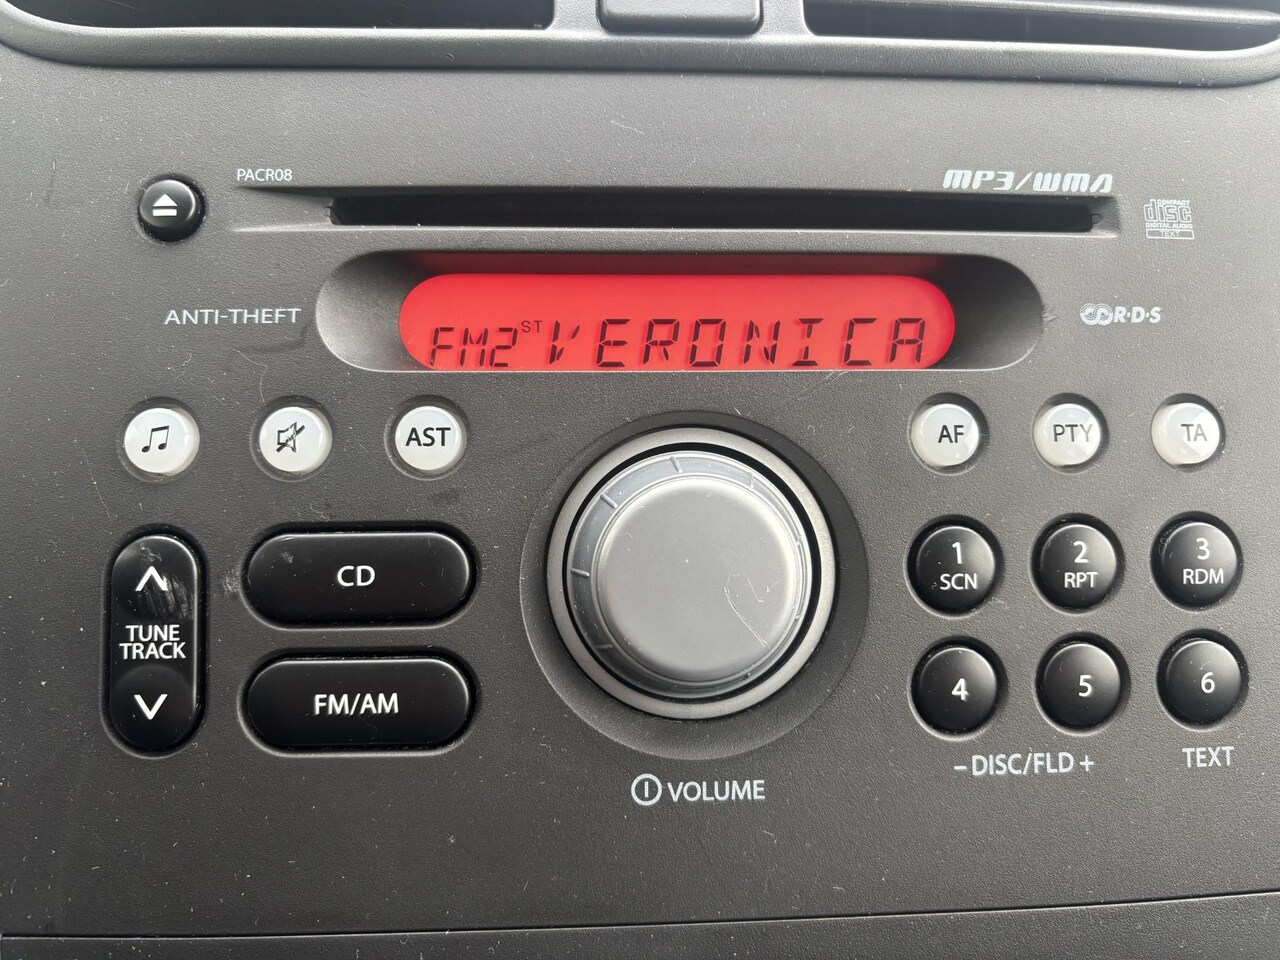 PACR08
MP3/WMA
COMPACT
disc
DIGITAL AUDIO
TEXT
ANTI-THEFT
FM2 ST VERONICA
R·D·S
AST
AF
PTY
TA
TUNE
TRACK
CD
FM/AM
1
SCN
2
RPT
3
RDM
4
5
6
– DISC/FLD +
TEXT
VOLUME